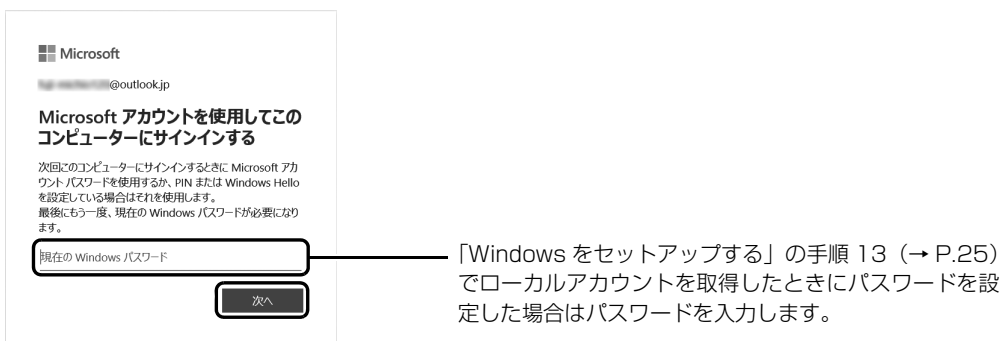 Microsoft
@outlook.jp
Microsoft アカウントを使用してこの
コンピューターにサインインする
次回このコンピューターにサインインするときに Microsoft アカ
ウント パスワードを使用するか、PIN または Windows Hello
を設定している場合はそれを使用します。
最後にもう一度、現在の Windows パスワードが必要になり
ます。
現在の Windows パスワード
次へ
「Windows をセットアップする」の手順 13（→ P.25）
でローカルアカウントを取得したときにパスワードを設
定した場合はパスワードを入力します。